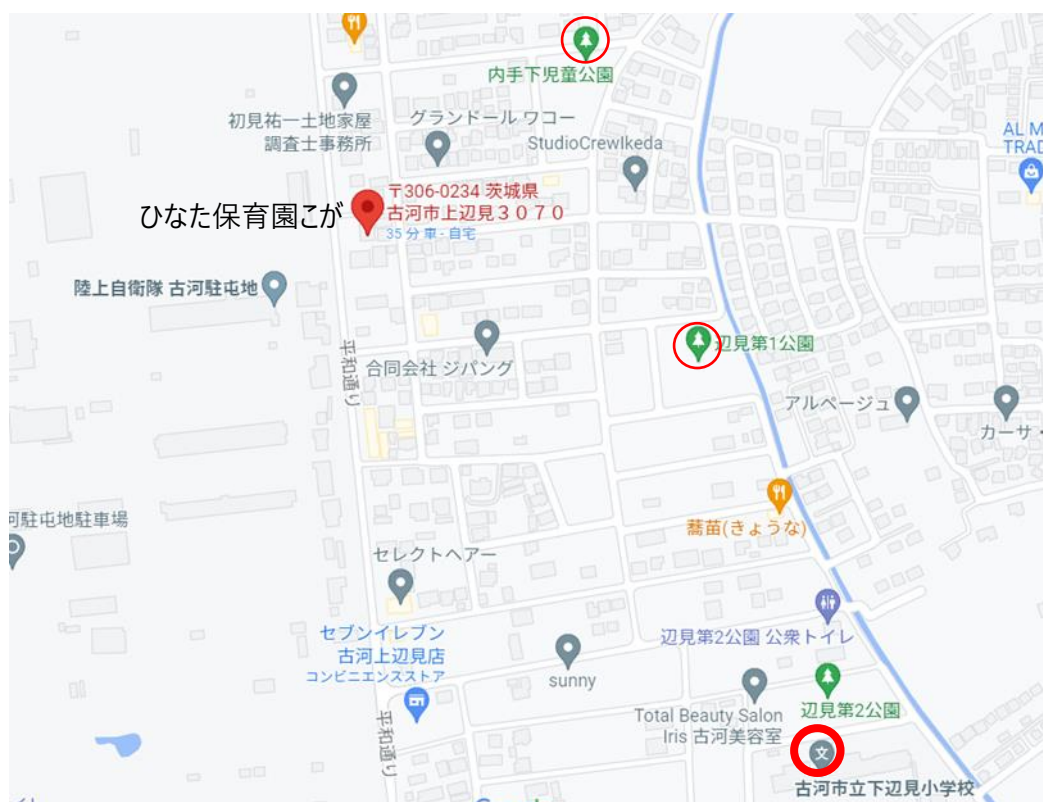 内手下児童公園
初見祐一土地家屋
調査士事務所
グランドール ワコー
StudioCrewIkeda
AL M
TRAD
ひなた保育園こが
〒306-0234 茨城県
古河市上辺見３０７０
35 分 車 - 自宅
陸上自衛隊 古河駐屯地
平和通り
合同会社 ジパング
辺見第1公園
アルページュ
カーサ・
河駐屯地駐車場
蕎苗(きょうな)
セレクトヘアー
セブンイレブン
古河上辺見店
コンビニエンスストア
辺見第2公園 公衆トイレ
sunny
辺見第2公園
Total Beauty Salon
Iris 古河美容室
平和通り
古河市立下辺見小学校